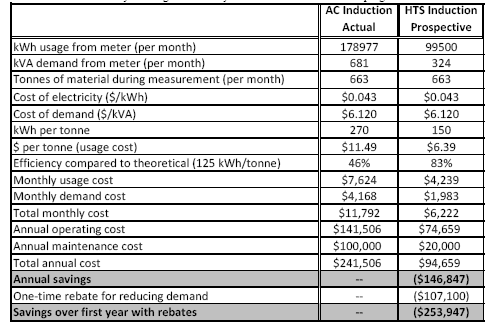 AC Induction HTS Induction
Actual Prospective
kWh usage from meter (per month) 178977 99500
kVA demand from meter (per month) 681 324
Tonnes of material during measurement (per month) 663 663
Cost of electricity ($/kWh) $0.043 $0.043
Cost of demand ($/kVA) $6.120 $6.120
kWh per tonne 270 150
$ per tonne (usage cost) $11.49 $6.39
Efficiency compared to theoretical (125 kWh/tonne) 46% 83%
Monthly usage cost $7,624 $4,239
Monthly demand cost $4,168 $1,983
Total monthly cost $11,792 $6,222
Annual operating cost $141,506 $74,659
Annual maintenance cost $100,000 $20,000
Total annual cost $241,506 $94,659
Annual savings -- ($146,847)
One-time rebate for reducing demand -- ($107,100)
Savings over first year with rebates -- ($253,947)